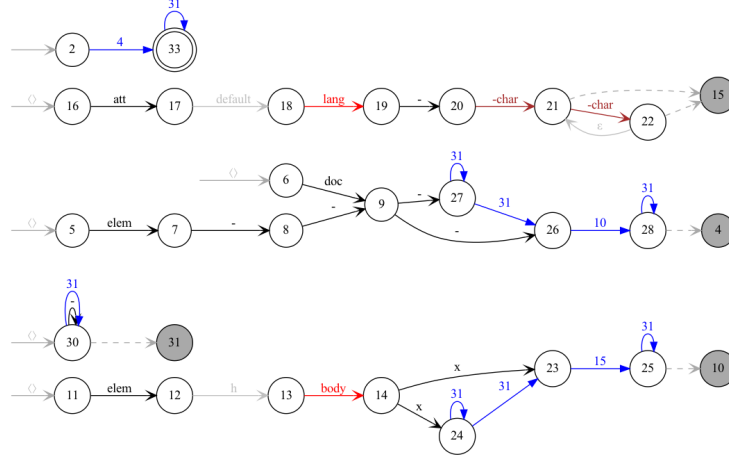 31
2 4 33
⟨⟩ 16 att 17 default 18 lang 19 - 20 -char 21 -char 22 ε 15
⟨⟩ 6 doc
31 31
⟨⟩ 5 elem 7 - 8 - 9 - 27 31 - 26 10 28 4
31
-
⟨⟩ 30 31
31
⟨⟩ 11 elem 12 h 13 body 14 x 23 15 25 10
x 31 31
24